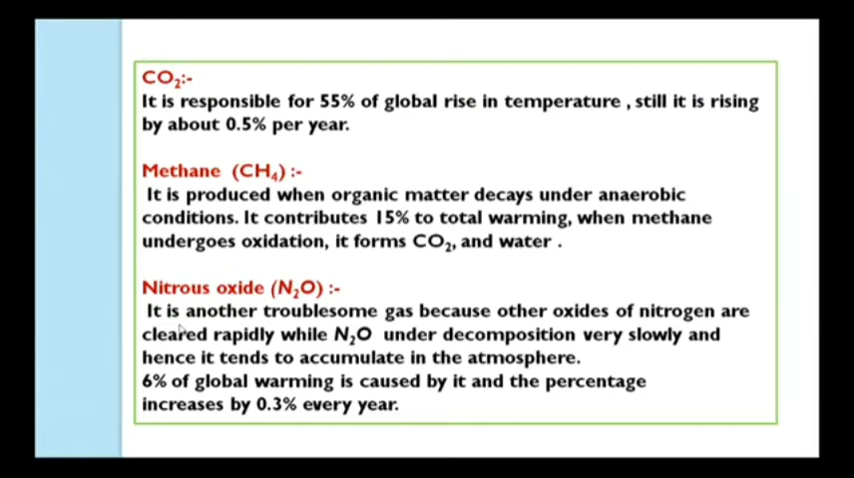 CO₂:-
It is responsible for 55% of global rise in temperature , still it is rising
by about 0.5% per year.
Methane (CH₄) :-
It is produced when organic matter decays under anaerobic
conditions. It contributes 15% to total warming, when methane
undergoes oxidation, it forms CO₂, and water .
Nitrous oxide (N₂O) :-
It is another troublesome gas because other oxides of nitrogen are
cleared rapidly while N₂O under decomposition very slowly and
hence it tends to accumulate in the atmosphere.
6% of global warming is caused by it and the percentage
increases by 0.3% every year.